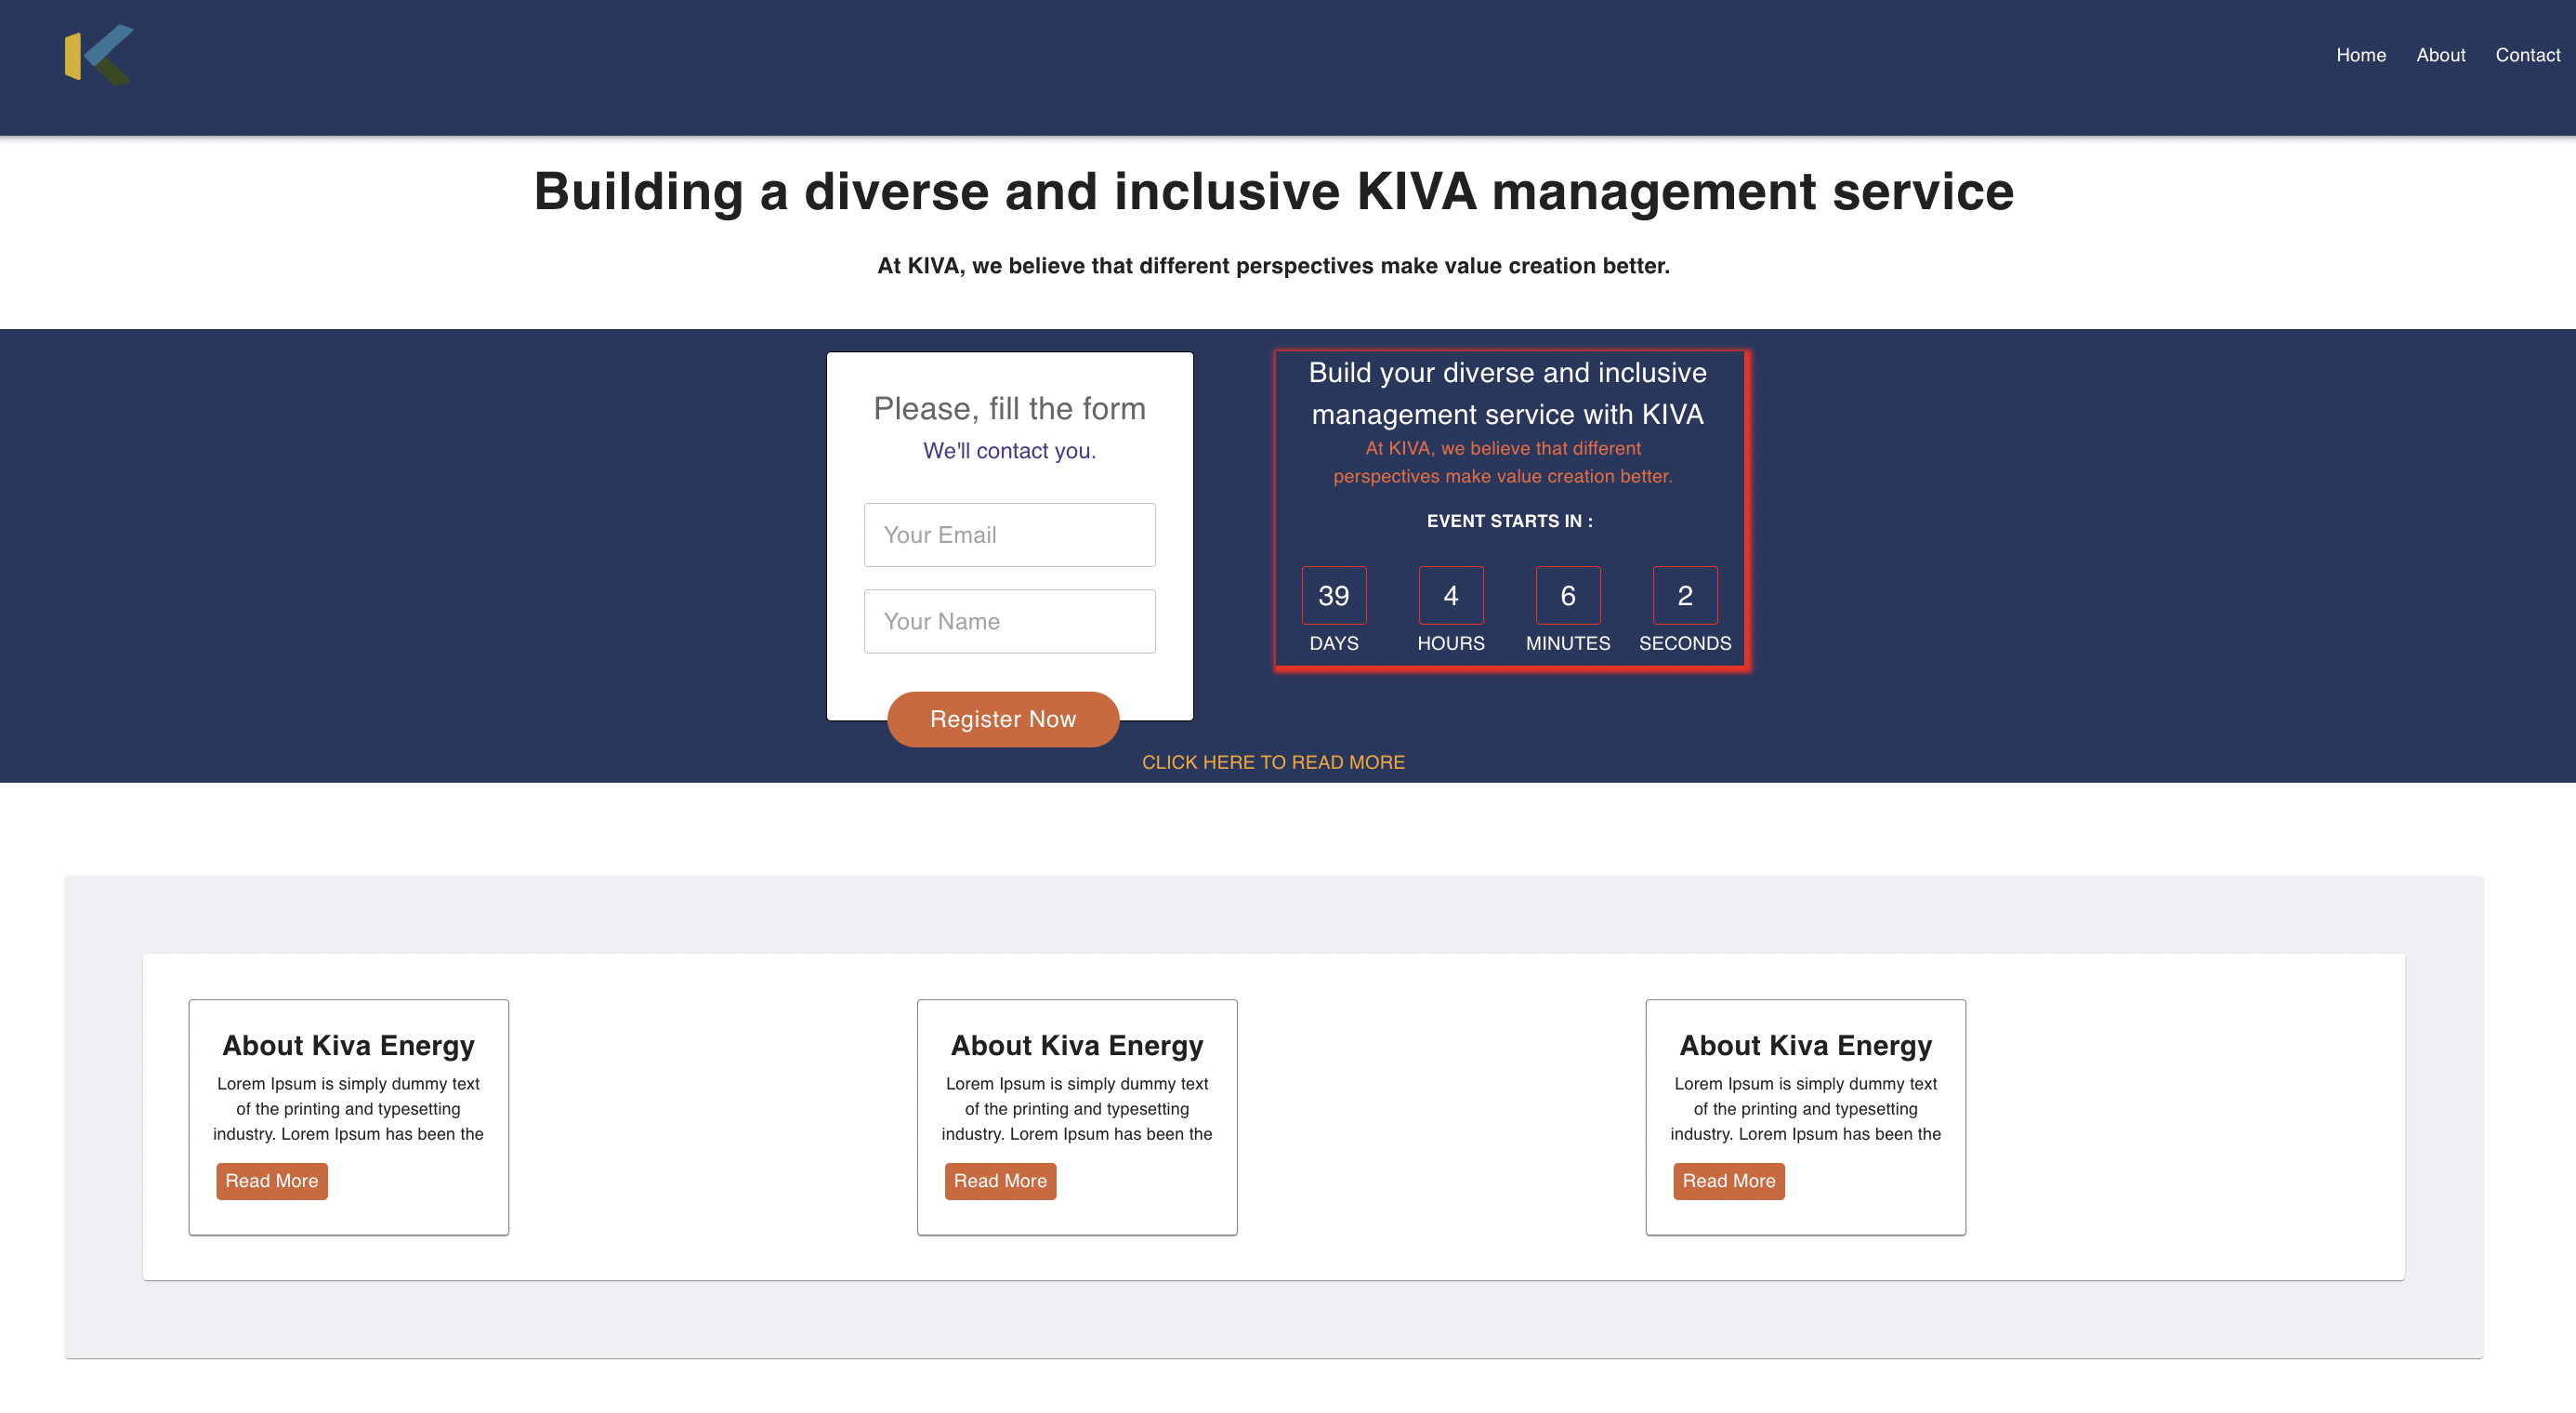 Home About Contact
Building a diverse and inclusive KIVA management service
At KIVA, we believe that different perspectives make value creation better.
Please, fill the form
We'll contact you.
Your Email
Your Name
Register Now
Build your diverse and inclusive
management service with KIVA
At KIVA, we believe that different
perspectives make value creation better.
EVENT STARTS IN :
39 4 6 2
DAYS HOURS MINUTES SECONDS
CLICK HERE TO READ MORE
About Kiva Energy
Lorem Ipsum is simply dummy text
of the printing and typesetting
industry. Lorem Ipsum has been the
Read More
About Kiva Energy
Lorem Ipsum is simply dummy text
of the printing and typesetting
industry. Lorem Ipsum has been the
Read More
About Kiva Energy
Lorem Ipsum is simply dummy text
of the printing and typesetting
industry. Lorem Ipsum has been the
Read More